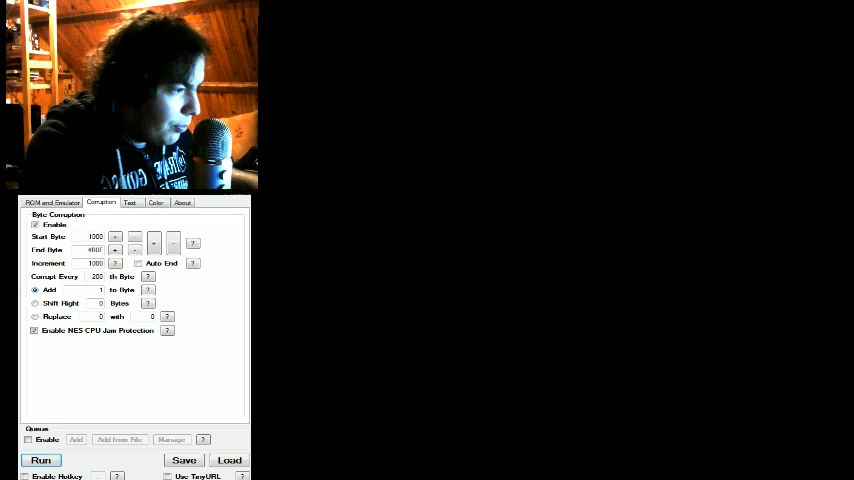 ROM and Emulator Corruption Text Color About
Byte Corruption
Enable
Start Byte 1000 + - + - ?
End Byte 4B0F + -
Increment 1000 ? Auto End ?
Corrupt Every 200 th Byte ?
Add 1 to Byte ?
Shift Right 0 Bytes ?
Replace 0 with 0 ?
Enable NES CPU Jam Protection ?
Queue
Enable Add Add from File Manage ?
Run Save Load
Enable Hotkey ... ? Use TinyURL ?